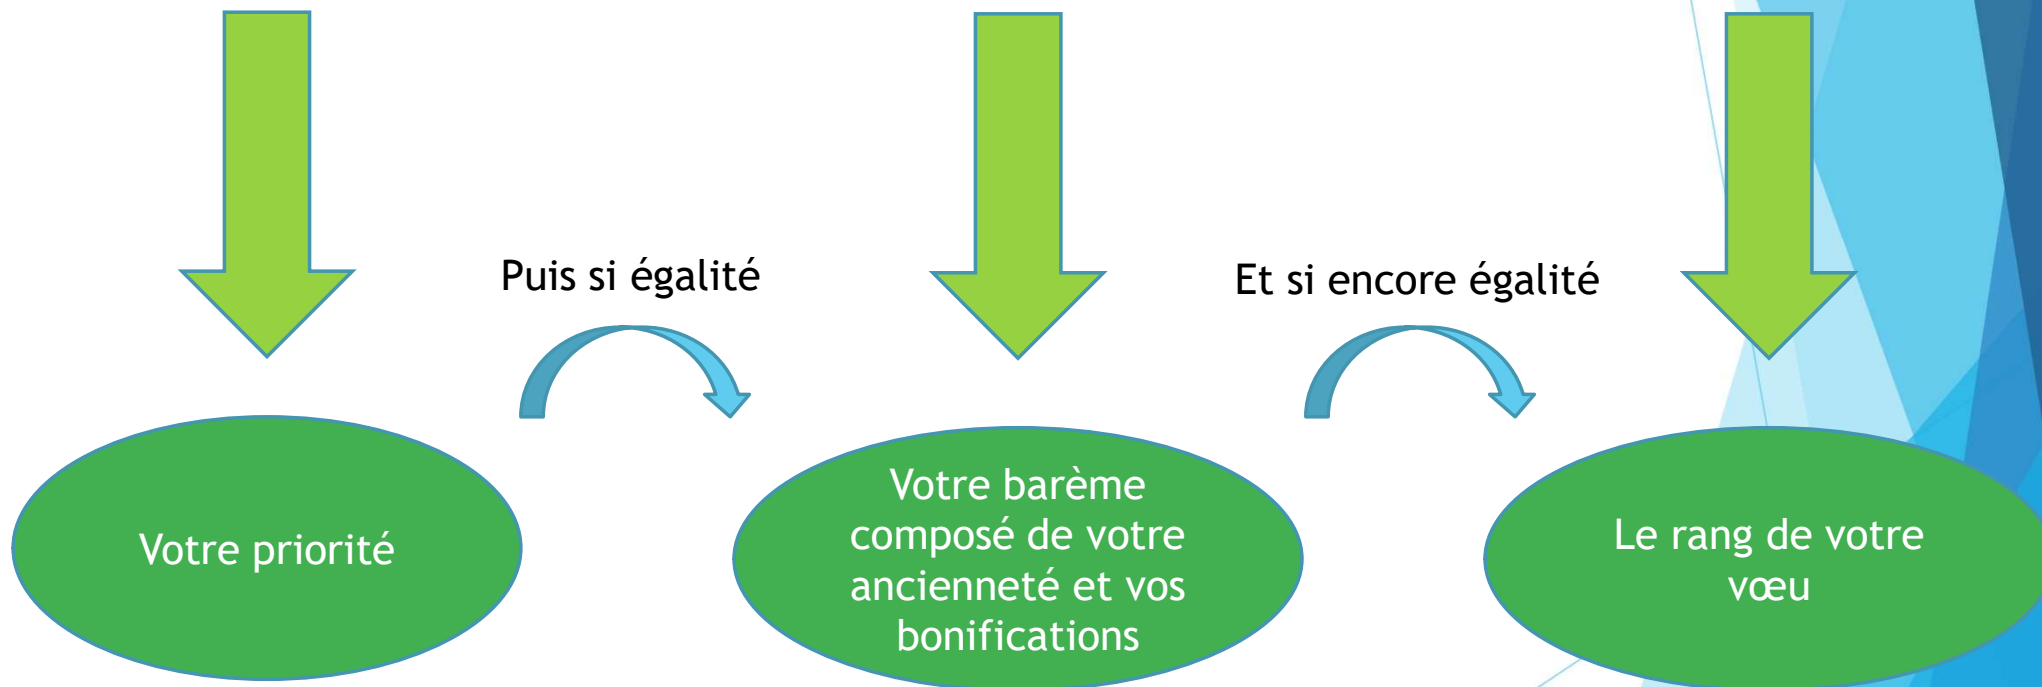 Puis si égalité
Et si encore égalité
Votre priorité
Votre barème
composé de votre
ancienneté et vos
bonifications
Le rang de votre
vœu